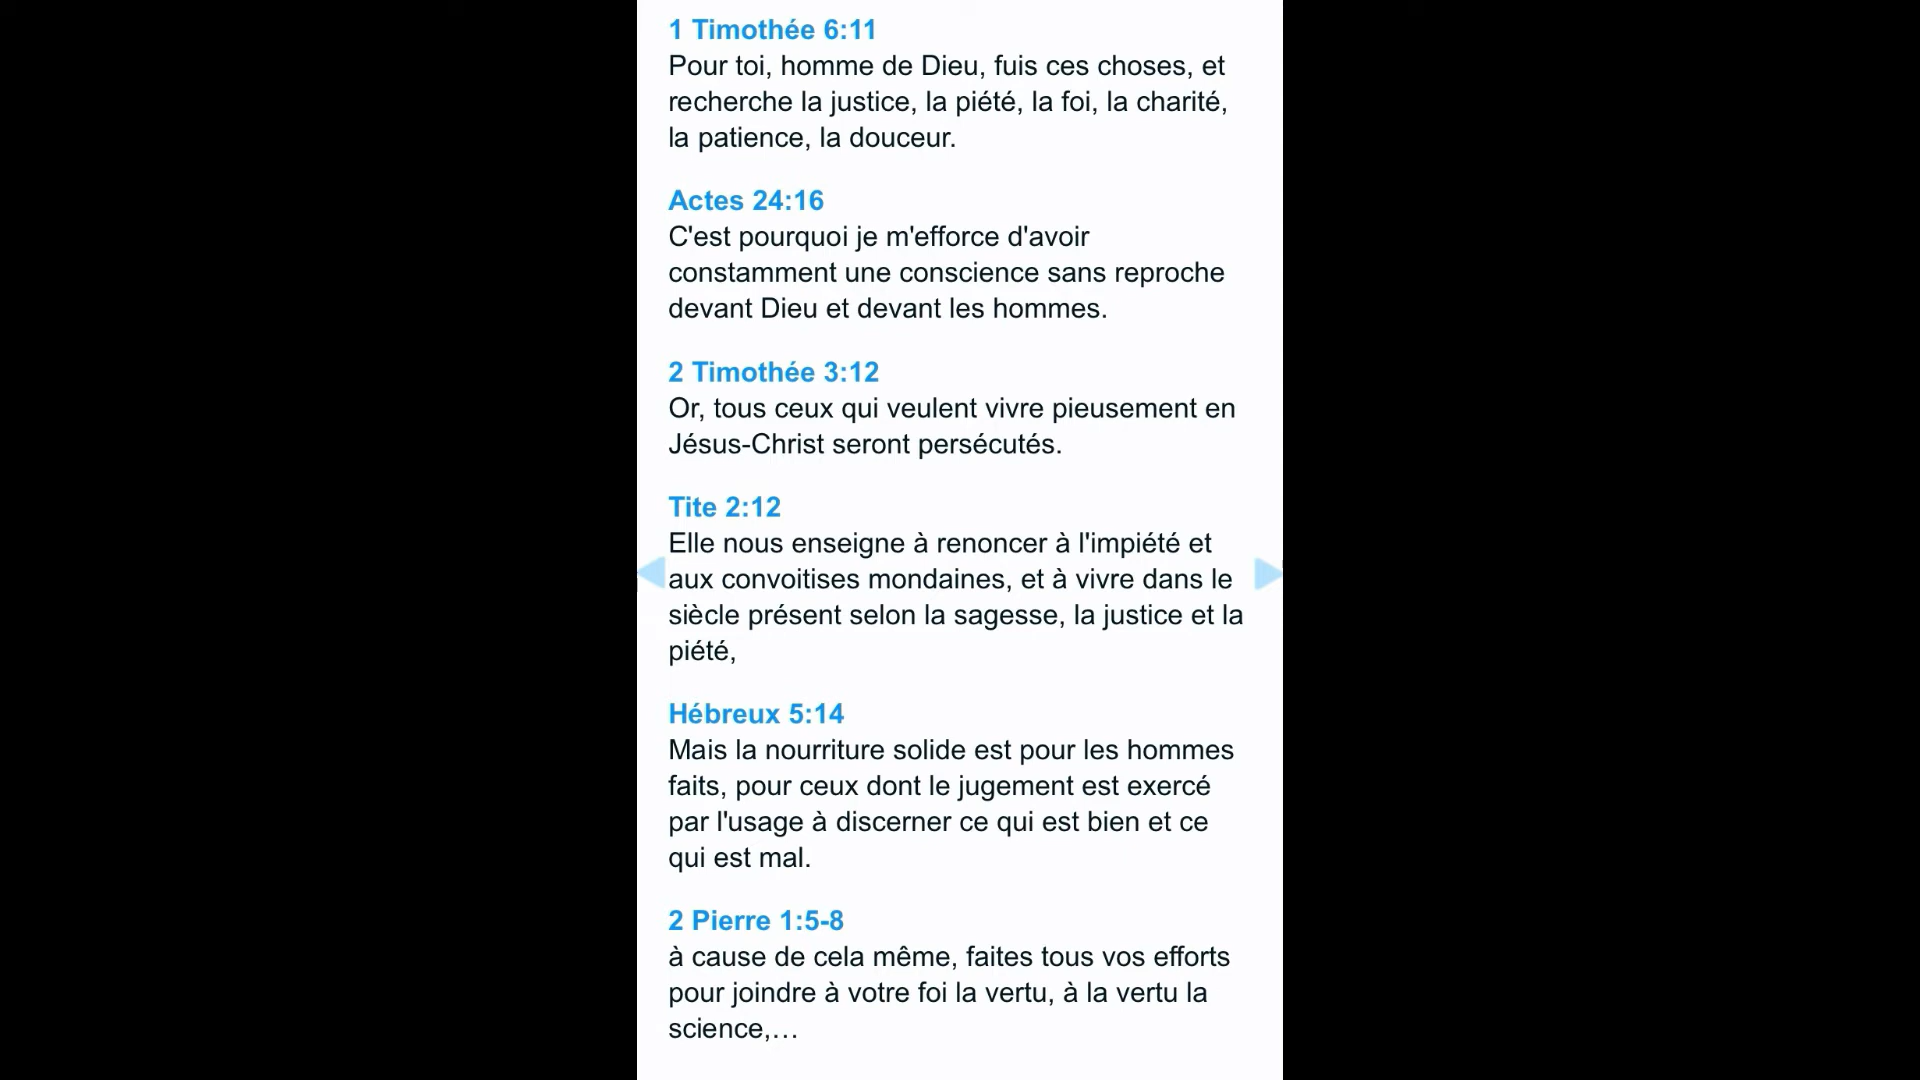 1 Timothée 6:11
Pour toi, homme de Dieu, fuis ces choses, et
recherche la justice, la piété, la foi, la charité,
la patience, la douceur.
Actes 24:16
C'est pourquoi je m'efforce d'avoir
constamment une conscience sans reproche
devant Dieu et devant les hommes.
2 Timothée 3:12
Or, tous ceux qui veulent vivre pieusement en
Jésus-Christ seront persécutés.
Tite 2:12
Elle nous enseigne à renoncer à l'impiété et
aux convoitises mondaines, et à vivre dans le
siècle présent selon la sagesse, la justice et la
piété,
Hébreux 5:14
Mais la nourriture solide est pour les hommes
faits, pour ceux dont le jugement est exercé
par l'usage à discerner ce qui est bien et ce
qui est mal.
2 Pierre 1:5-8
à cause de cela même, faites tous vos efforts
pour joindre à votre foi la vertu, à la vertu la
science,…